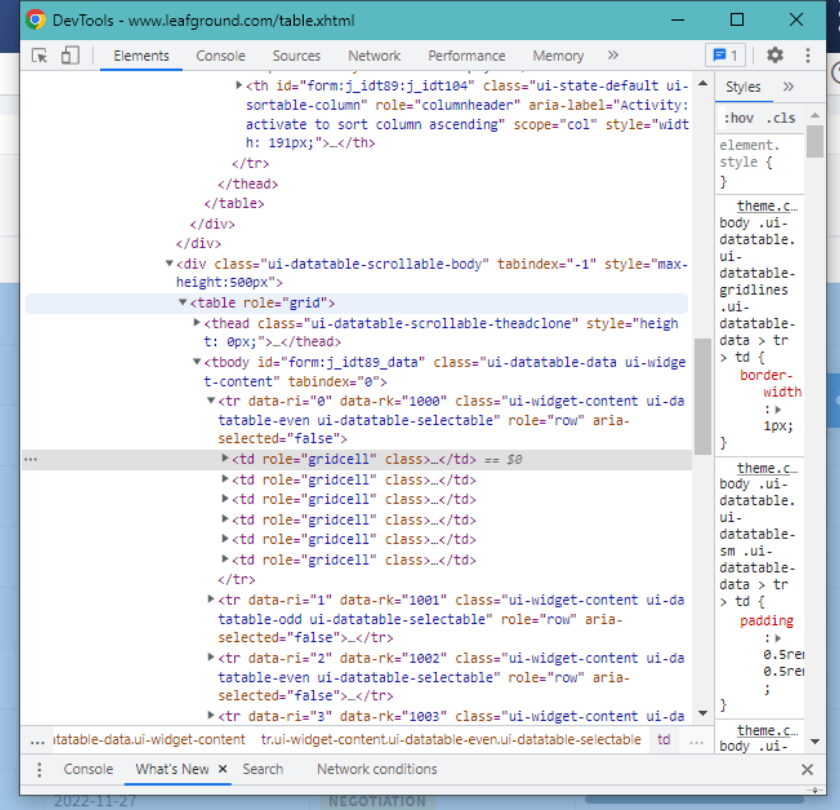 DevTools - www.leafground.com/table.xhtml
Elements Console Sources Network Performance Memory » 1
<th id="form:j_idt89:j_idt104" class="ui-state-default ui-
sortable-column" role="columnheader" aria-label="Activity:
activate to sort column ascending" scope="col" style="widt
h: 191px;">…</th>
</tr>
</thead>
</table>
</div>
</div>
<div class="ui-datatable-scrollable-body" tabindex="-1" style="max-
height:500px">
<table role="grid">
<thead class="ui-datatable-scrollable-theadclone" style="heigh
t: 0px;">…</thead>
<tbody id="form:j_idt89_data" class="ui-datatable-data ui-widge
t-content" tabindex="0">
<tr data-ri="0" data-rk="1000" class="ui-widget-content ui-da
tatable-even ui-datatable-selectable" role="row" aria-
selected="false">
… <td role="gridcell" class>…</td> == $0
<td role="gridcell" class>…</td>
<td role="gridcell" class>…</td>
<td role="gridcell" class>…</td>
<td role="gridcell" class>…</td>
<td role="gridcell" class>…</td>
</tr>
<tr data-ri="1" data-rk="1001" class="ui-widget-content ui-da
tatable-odd ui-datatable-selectable" role="row" aria-
selected="false">…</tr>
<tr data-ri="2" data-rk="1002" class="ui-widget-content ui-da
tatable-even ui-datatable-selectable" role="row" aria-
selected="false">…</tr>
<tr data-ri="3" data-rk="1003" class="ui-widget-content ui-da
Styles »
:hov .cls
element.
style {
}
theme.c…
body .ui-
datatable.
ui-
datatable-
gridlines
.ui-
datatable-
data > tr
> td {
border-
width
:
1px;
}
theme.c…
body .ui-
datatable.
ui-
datatable-
sm .ui-
datatable-
data > tr
> td {
padding
:
0.5re
0.5re
;
}
theme.c…
body .ui-
... tatable-data.ui-widget-content tr.ui-widget-content.ui-datatable-even.ui-datatable-selectable td ...
Console What's New × Search Network conditions
2022-11-27 NEGOTIATION